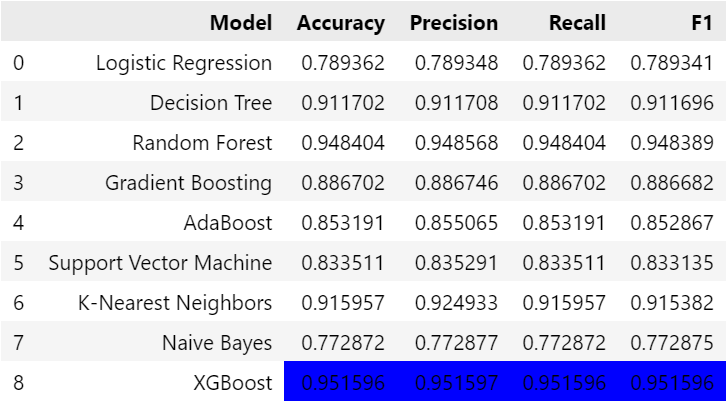 Model Accuracy Precision Recall F1
0 Logistic Regression 0.789362 0.789348 0.789362 0.789341
1 Decision Tree 0.911702 0.911708 0.911702 0.911696
2 Random Forest 0.948404 0.948568 0.948404 0.948389
3 Gradient Boosting 0.886702 0.886746 0.886702 0.886682
4 AdaBoost 0.853191 0.855065 0.853191 0.852867
5 Support Vector Machine 0.833511 0.835291 0.833511 0.833135
6 K-Nearest Neighbors 0.915957 0.924933 0.915957 0.915382
7 Naive Bayes 0.772872 0.772877 0.772872 0.772875
8 XGBoost 0.951596 0.951597 0.951596 0.951596